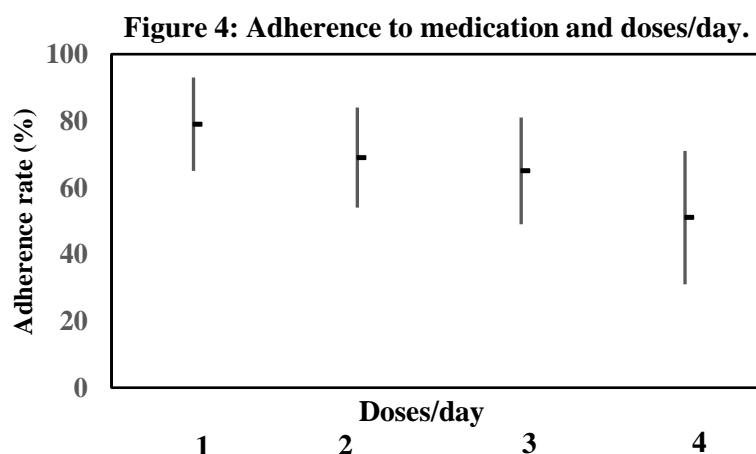 Figure 4: Adherence to medication and doses/day.
100
80
60
40
20
0
Adherence rate (%)
Doses/day
1 2 3 4